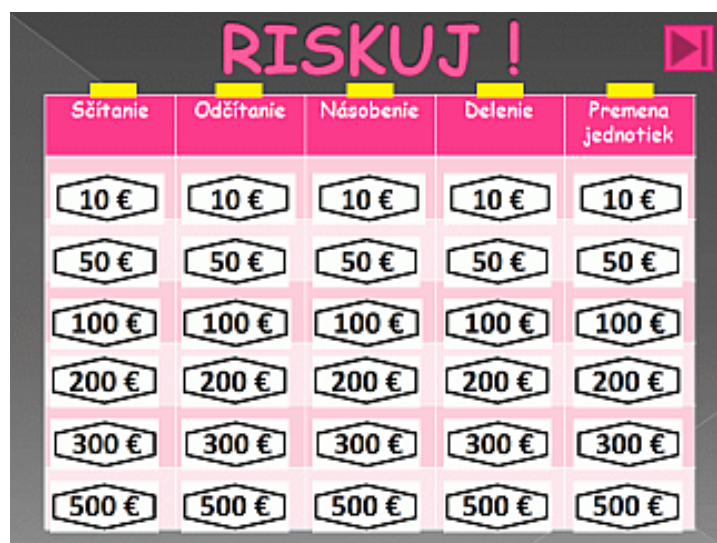 RISKUJ !
Sčítanie Odčítanie Násobenie Delenie Premena jednotiek
10 € 10 € 10 € 10 € 10 €
50 € 50 € 50 € 50 € 50 €
100 € 100 € 100 € 100 € 100 €
200 € 200 € 200 € 200 € 200 €
300 € 300 € 300 € 300 € 300 €
500 € 500 € 500 € 500 € 500 €